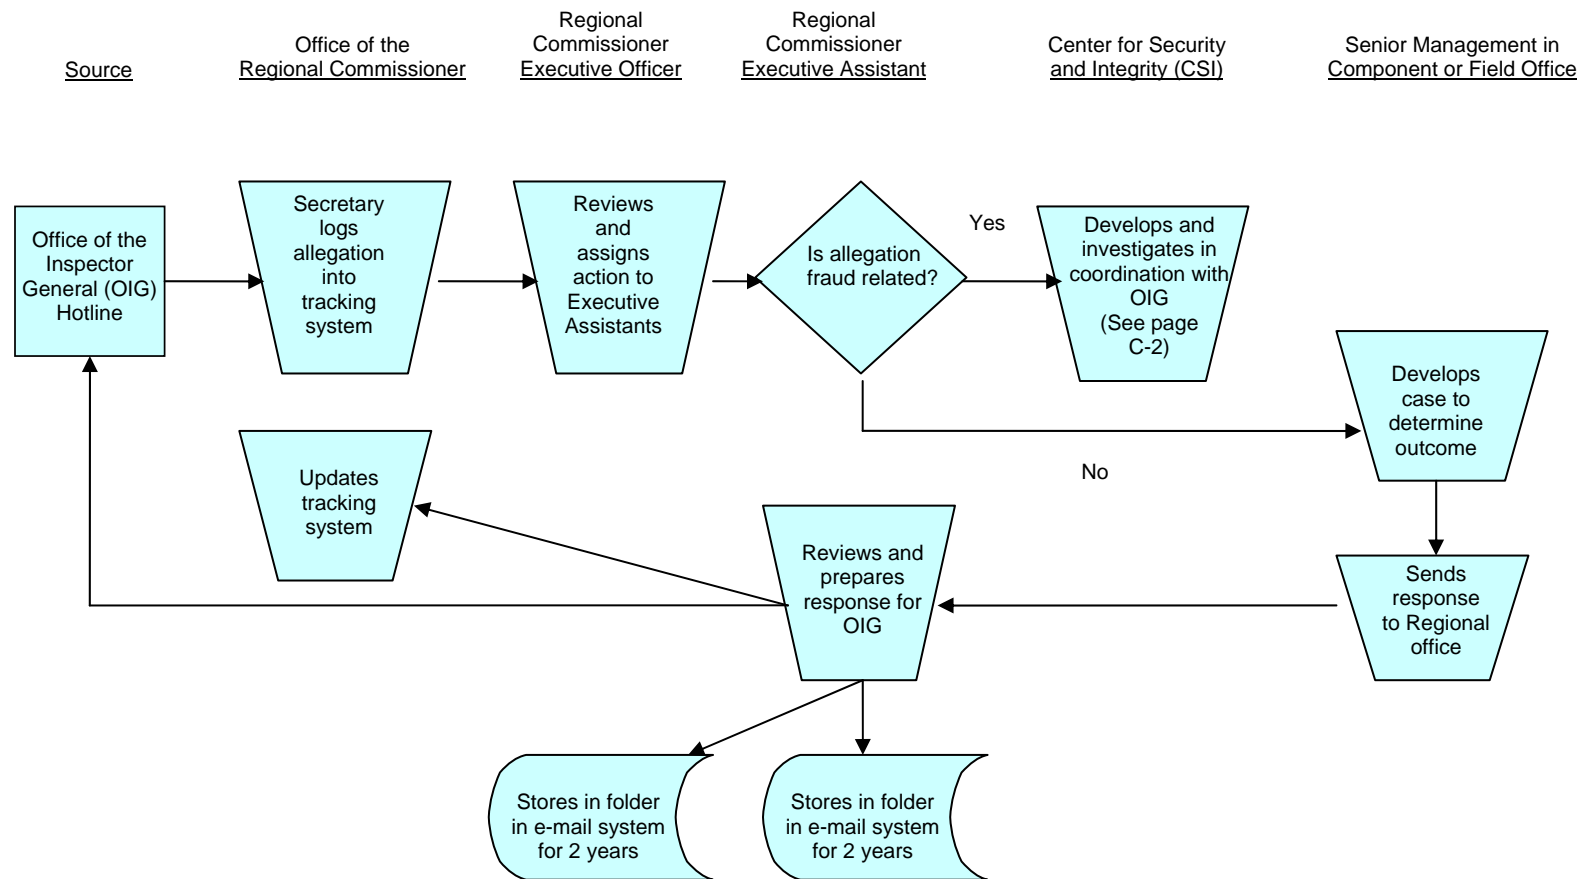 Source
Office of the
Regional Commissioner
Regional
Commissioner
Executive Officer
Regional
Commissioner
Executive Assistant
Center for Security
and Integrity (CSI)
Senior Management in
Component or Field Office
Office of the
Inspector
General (OIG)
Hotline
Secretary
logs
allegation
into
tracking
system
Reviews
and
assigns
action to
Executive
Assistants
Is allegation
fraud related?
Yes
Develops and
investigates in
coordination with
OIG
(See page
C-2)
No
Develops
case to
determine
outcome
Sends
response
to Regional
office
Reviews and
prepares
response for
OIG
Updates
tracking
system
Stores in folder
in e-mail system
for 2 years
Stores in folder
in e-mail system
for 2 years